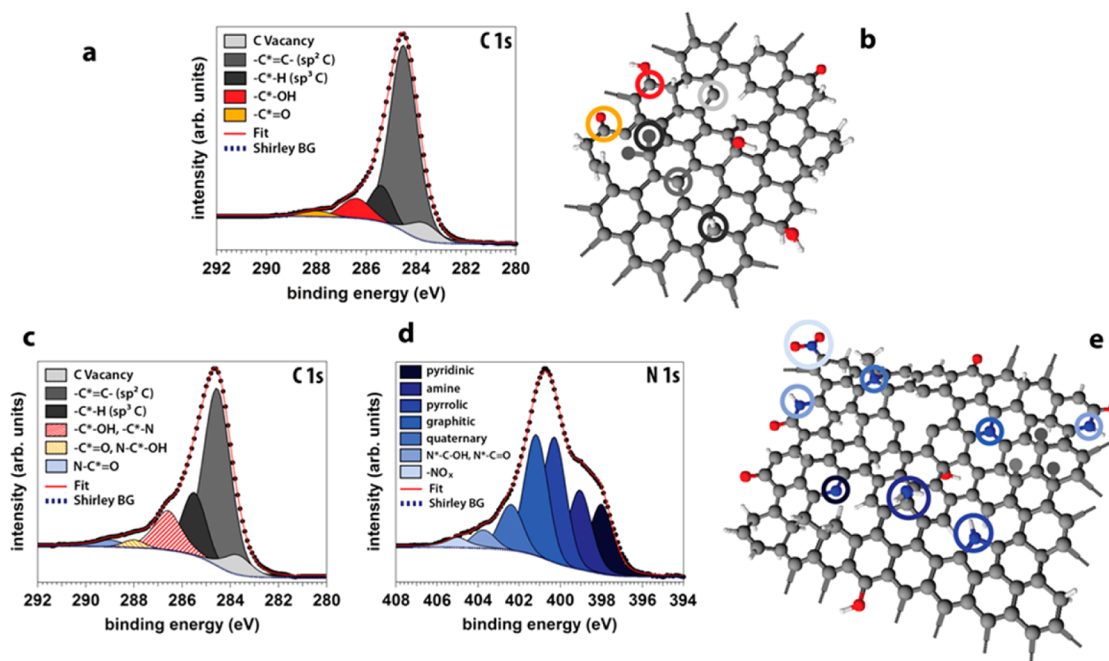 a
C 1s
C Vacancy
-C*=C- (sp² C)
-C*-H (sp³ C)
-C*-OH
-C*=O
Fit
Shirley BG
intensity (arb. units)
292 290 288 286 284 282 280
binding energy (eV)
b
c
C 1s
C Vacancy
-C*=C- (sp² C)
-C*-H (sp³ C)
-C*-OH, -C*-N
-C*=O, N-C*-OH
N-C*=O
Fit
Shirley BG
intensity (arb. units)
292 290 288 286 284 282 280
binding energy (eV)
d
N 1s
pyridinic
amine
pyrrolic
graphitic
quaternary
N*-C-OH, N*-C=O
-NOₓ
Fit
Shirley BG
intensity (arb. units)
408 406 404 402 400 398 396 394
binding energy (eV)
e